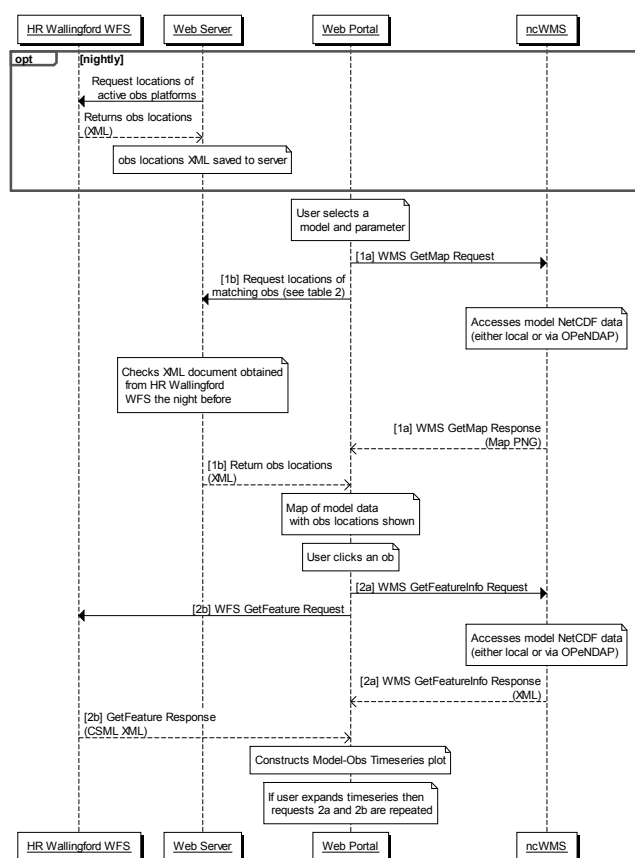 HR Wallingford WFS
Web Server
Web Portal
ncWMS
opt
[nightly]
Request locations of
active obs platforms
Returns obs locations
(XML)
obs locations XML saved to server
User selects a
model and parameter
[1a] WMS GetMap Request
[1b] Request locations of
matching obs (see table 2)
Accesses model NetCDF data
(either local or via OPeNDAP)
Checks XML document obtained
from HR Wallingford
WFS the night before
[1a] WMS GetMap Response
(Map PNG)
[1b] Return obs locations
(XML)
Map of model data
with obs locations shown
User clicks an ob
[2a] WMS GetFeatureInfo Request
[2b] WFS GetFeature Request
Accesses model NetCDF data
(either local or via OPeNDAP)
[2a] WMS GetFeatureInfo Response
(XML)
[2b] GetFeature Response
(CSML XML)
Constructs Model-Obs Timeseries plot
If user expands timeseries then
requests 2a and 2b are repeated
HR Wallingford WFS
Web Server
Web Portal
ncWMS